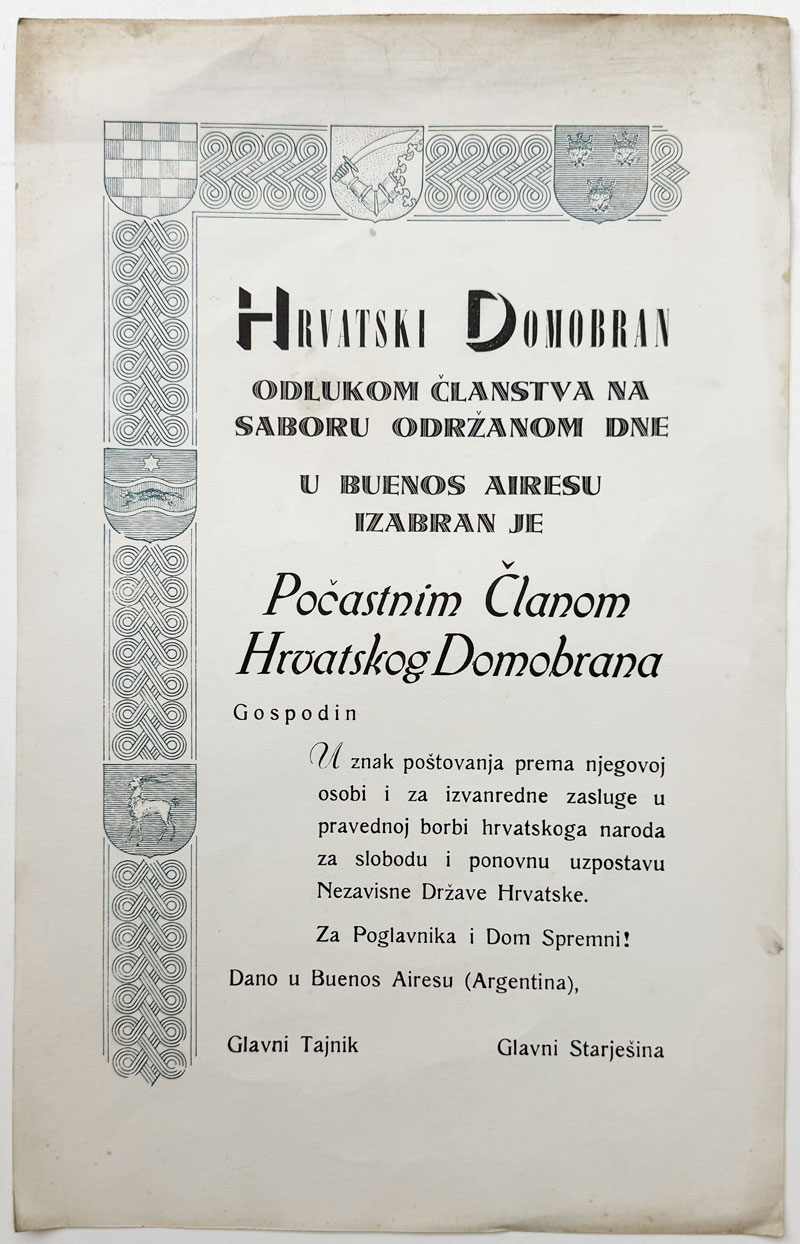 HRVATSKI DOMOBRAN
ODLUKOM ČLANSTVA NA
SABORU ODRŽANOM DNE
U BUENOS AIRESU
IZABRAN JE
Počastnim Članom
Hrvatskog Domobrana
Gospodin
U znak poštovanja prema njegovoj
osobi i za izvanredne zasluge u
pravednoj borbi hrvatskoga naroda
za slobodu i ponovnu uzpostavu
Nezavisne Države Hrvatske.
Za Poglavnika i Dom Spremni!
Dano u Buenos Airesu (Argentina),
Glavni Tajnik
Glavni Starješina